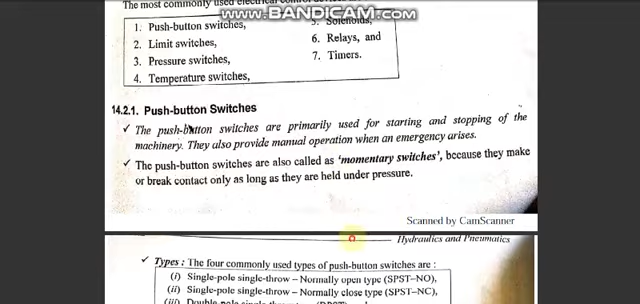 The most commonly used electrical control
www.BANDICAM.com
1. Push-button switches,
2. Limit switches,
3. Pressure switches,
4. Temperature switches,
5. Solenoids,
6. Relays, and
7. Timers.
14.2.1. Push-button Switches
✓ The push-button switches are primarily used for starting and stopping of the
machinery. They also provide manual operation when an emergency arises.
✓ The push-button switches are also called as 'momentary switches', because they make
or break contact only as long as they are held under pressure.
Scanned by CamScanner
Hydraulics and Pneumatics
✓ Types : The four commonly used types of push-button switches are :
(i) Single-pole single-throw – Normally open type (SPST–NO),
(ii) Single-pole single-throw – Normally close type (SPST–NC),
(iii) Double-pole